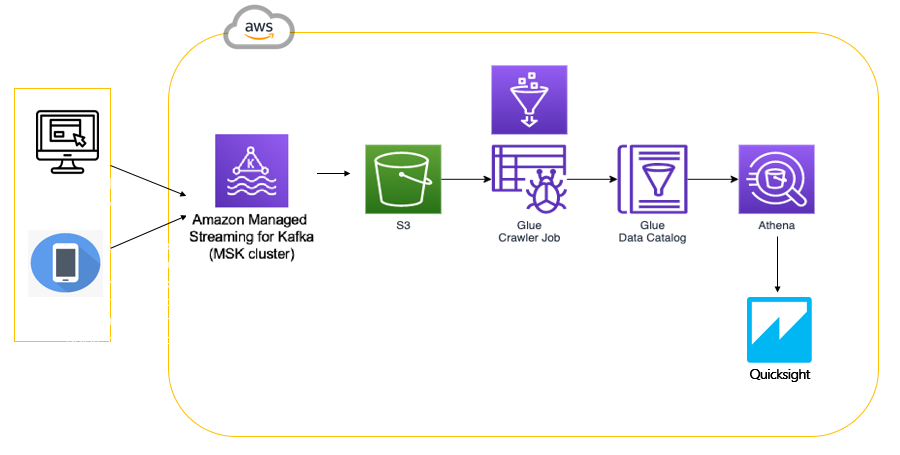 aws
K
Amazon Managed
Streaming for Kafka
(MSK cluster)
S3
Glue
Crawler Job
Glue
Data Catalog
Athena
Quicksight